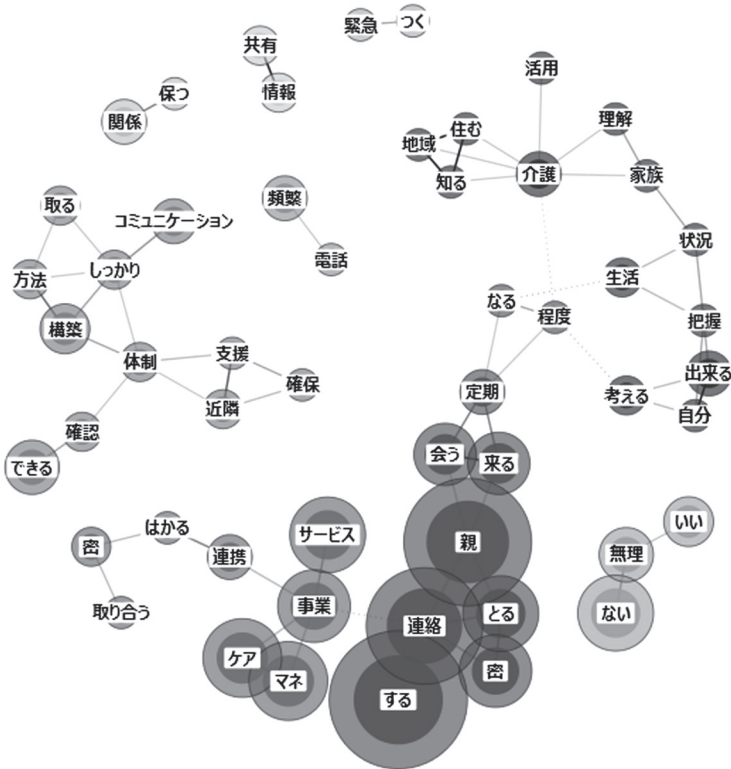 緊急
つく
共有
情報
保つ
関係
活用
理解
住む
地域
知る
介護
家族
取る
コミュニケーション
頻繁
電話
しっかり
方法
構築
状況
生活
なる
程度
把握
体制
支援
確保
近隣
定期
出来る
考える
自分
確認
できる
会う
来る
いい
無理
ない
密
はかる
連携
サービス
親
取り合う
事業
連絡
とる
ケア
マネ
密
する